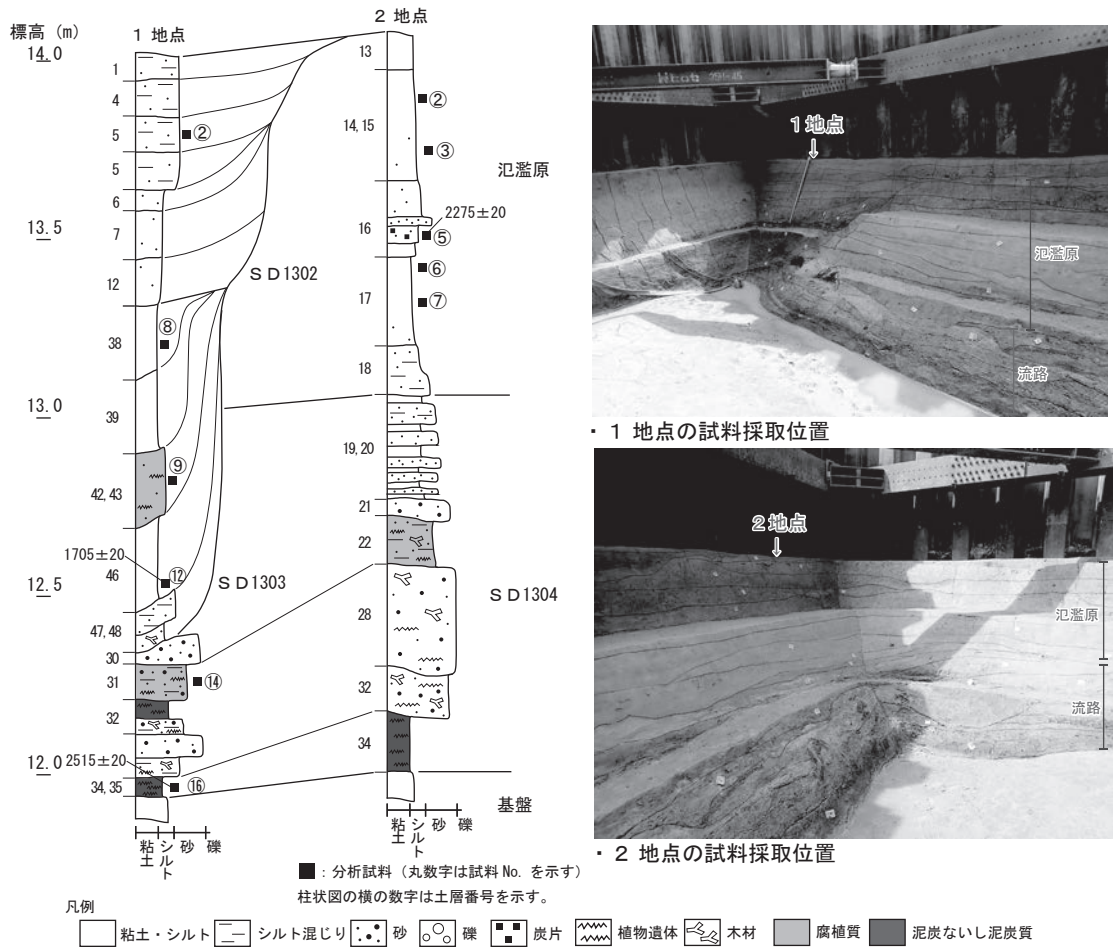 標高（m）
1 地点
2 地点
14.0
1
4
5
②
5
6
13.5
7
12
ＳＤ1302
38
⑧
13.0
39
⑨
42, 43
1705±20
46
⑫
12.5
ＳＤ1303
47, 48
30
31
⑭
32
12.0
2515±20
34, 35
⑯
粘土
シルト
砂
礫
13
②
14, 15
③
氾濫原
2275±20
16
⑤
⑥
17
⑦
18
19, 20
21
22
28
ＳＤ1304
32
34
基盤
粘土
シルト
砂
礫
■：分析試料（丸数字は試料 No. を示す）
柱状図の横の数字は土層番号を示す。
凡例
粘土・シルト
シルト混じり
砂
礫
炭片
植物遺体
木材
腐植質
泥炭ないし泥炭質
1 地点
氾濫原
流路
・1 地点の試料採取位置
2 地点
氾濫原
流路
・2 地点の試料採取位置